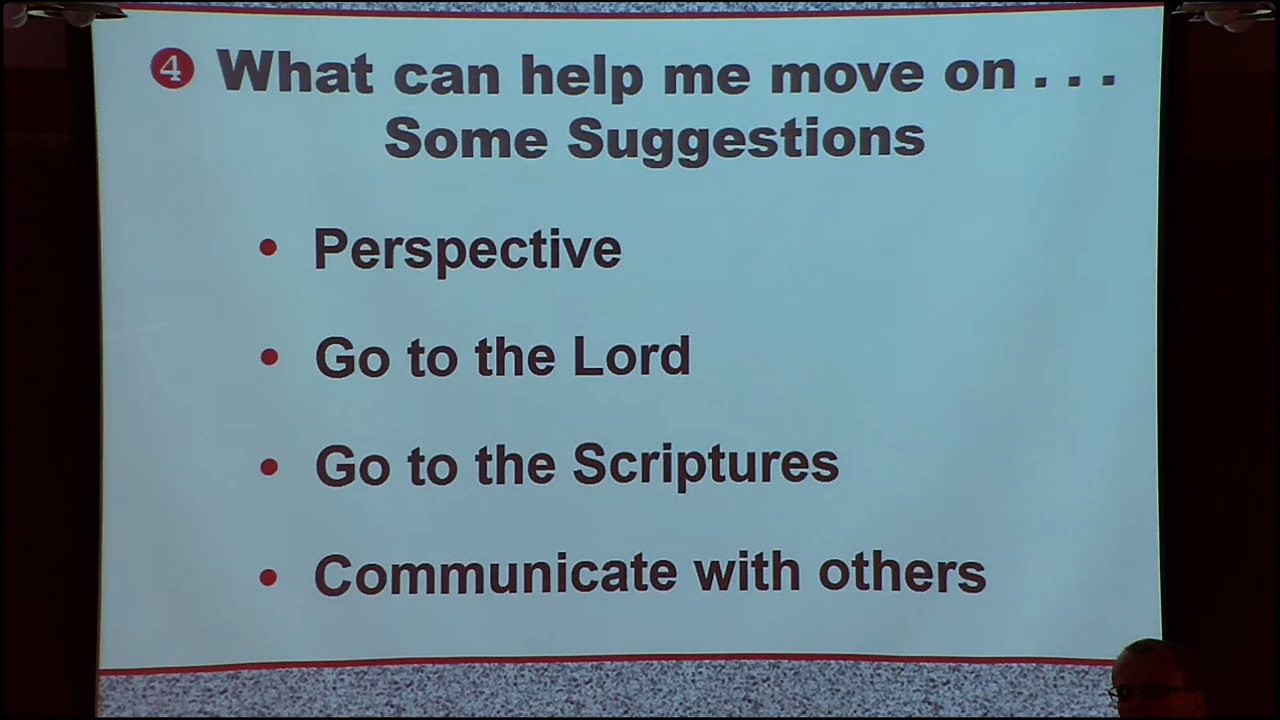 ❹ What can help me move on . . .
Some Suggestions
• Perspective
• Go to the Lord
• Go to the Scriptures
• Communicate with others